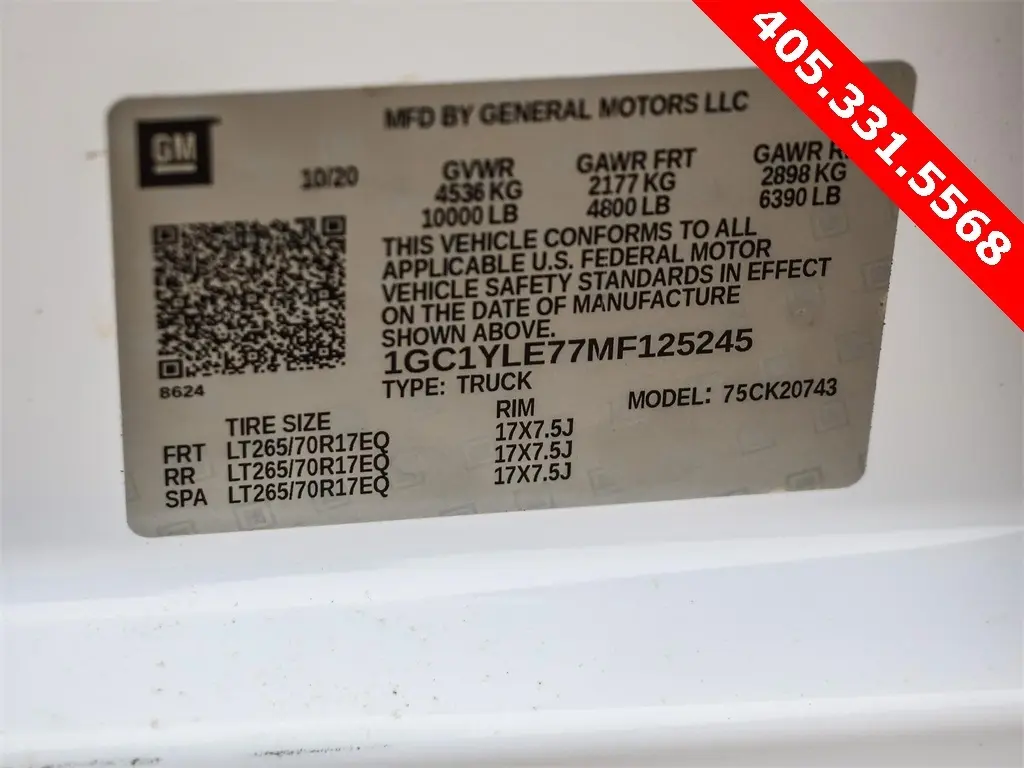 405.331.5568
MFD BY GENERAL MOTORS LLC
GM
10/20
GVWR GAWR FRT GAWR
4536 KG 2177 KG 2898 KG
10000 LB 4800 LB 6390 LB
THIS VEHICLE CONFORMS TO ALL
APPLICABLE U.S. FEDERAL MOTOR
VEHICLE SAFETY STANDARDS IN EFFECT
ON THE DATE OF MANUFACTURE
SHOWN ABOVE.
1GC1YLE77MF125245
8624
TYPE: TRUCK MODEL: 75CK20743
TIRE SIZE RIM
FRT LT265/70R17EQ 17X7.5J
RR LT265/70R17EQ 17X7.5J
SPA LT265/70R17EQ 17X7.5J